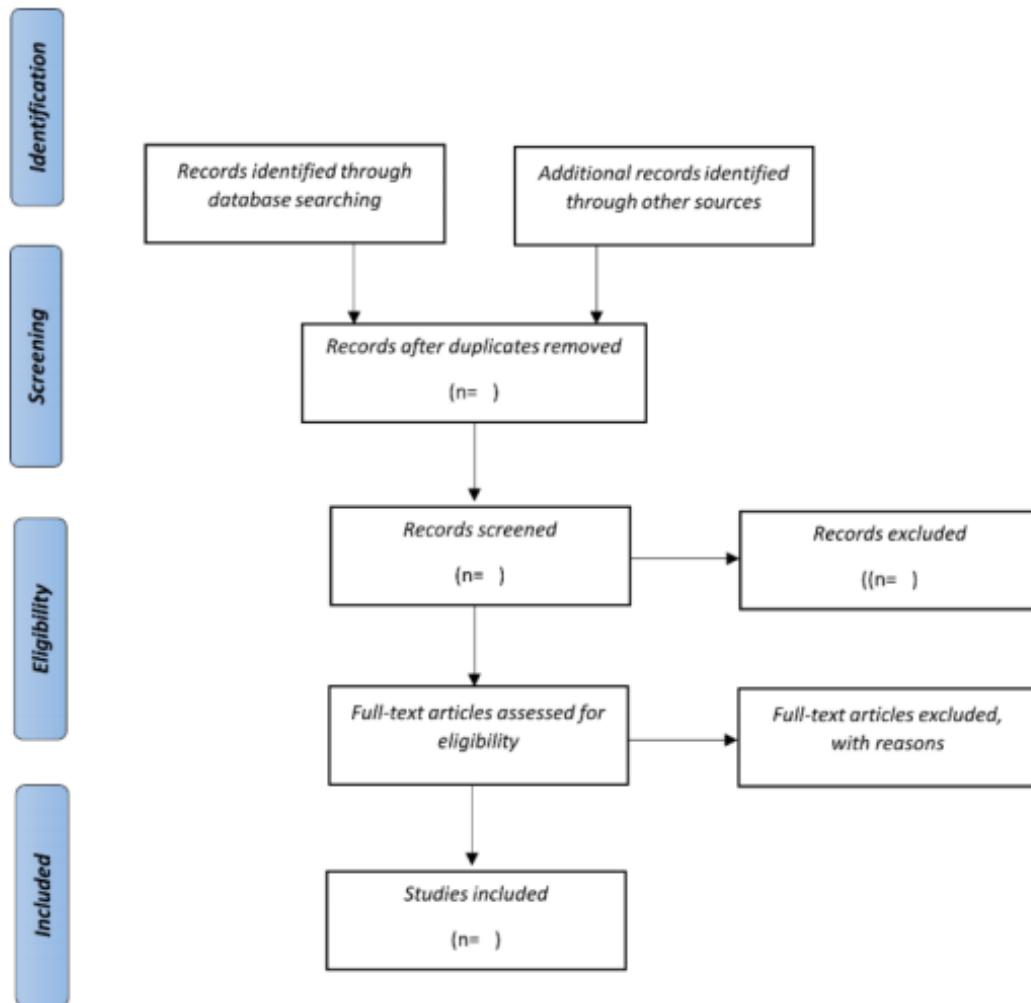 Identification
Records identified through
database searching
Additional records identified
through other sources
Screening
Records after duplicates removed
(n=   )
Records screened
(n=   )
Records excluded
((n=   )
Eligibility
Full-text articles assessed for
eligibility
Full-text articles excluded,
with reasons
Included
Studies included
(n=   )